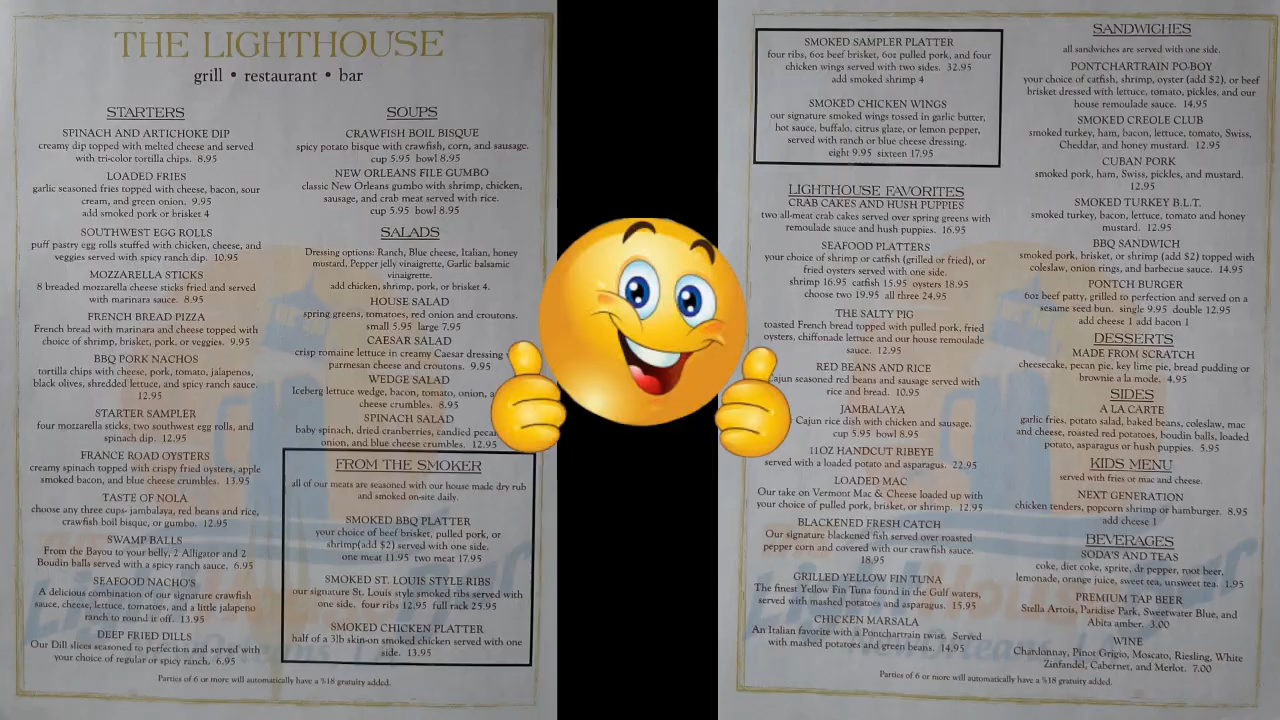 THE LIGHTHOUSE
grill • restaurant • bar
STARTERS
SPINACH AND ARTICHOKE DIP
creamy dip topped with melted cheese and served
with tri-color tortilla chips. 8.95
LOADED FRIES
garlic seasoned fries topped with cheese, bacon, sour
cream, and green onion. 9.95
add smoked pork or brisket 4
SOUTHWEST EGG ROLLS
puff pastry egg rolls stuffed with chicken, cheese, and
veggies served with spicy ranch dip. 10.95
MOZZARELLA STICKS
8 breaded mozzarella cheese sticks fried and served
with marinara sauce. 8.95
FRENCH BREAD PIZZA
French bread with marinara and cheese topped with
choice of shrimp, brisket, pork, or veggies. 9.95
BBQ PORK NACHOS
tortilla chips with cheese, pork, tomato, jalapenos,
black olives, shredded lettuce, and spicy ranch sauce.
12.95
STARTER SAMPLER
four mozzarella sticks, two southwest egg rolls, and
spinach dip. 12.95
FRANCE ROAD OYSTERS
creamy spinach topped with crispy fried oysters, apple
smoked bacon, and blue cheese crumbles. 13.95
TASTE OF NOLA
choose any three cups- jambalaya, red beans and rice,
crawfish boil bisque, or gumbo. 12.95
SWAMP BALLS
From the Bayou to your belly, 2 Alligator and 2
Boudin balls served with a spicy ranch sauce. 6.95
SEAFOOD NACHO'S
A delicious combination of our signature crawfish
sauce, cheese, lettuce, tomatoes, and a little jalapeno
ranch to round it off. 13.95
DEEP FRIED DILLS
Our Dill slices seasoned to perfection and served with
your choice of regular or spicy ranch. 6.95
SOUPS
CRAWFISH BOIL BISQUE
spicy potato bisque with crawfish, corn, and sausage.
cup 5.95 bowl 8.95
NEW ORLEANS FILE GUMBO
classic New Orleans gumbo with shrimp, chicken,
sausage, and crab meat served with rice.
cup 5.95 bowl 8.95
SALADS
Dressing options: Ranch, Blue cheese, Italian, honey
mustard, Pepper jelly vinaigrette, Garlic balsamic
vinaigrette.
add chicken, shrimp, pork, or brisket 4.
HOUSE SALAD
spring greens, tomatoes, red onion and croutons.
small 5.95 large 7.95
CAESAR SALAD
crisp romaine lettuce in creamy Caesar dressing
parmesan cheese and croutons. 9.95
WEDGE SALAD
Iceberg lettuce wedge, bacon, tomato, onion,
cheese crumbles. 8.95
SPINACH SALAD
baby spinach, dried cranberries, candied
onion, and blue cheese crumbles. 12.95
FROM THE SMOKER
all of our meats are seasoned with our house made dry rub
and smoked on-site daily.
SMOKED BBQ PLATTER
your choice of beef brisket, pulled pork, or
shrimp(add $2) served with one side.
one meat 11.95 two meat 17.95
SMOKED ST. LOUIS STYLE RIBS
our signature St. Louis style smoked ribs served with
one side. four ribs 12.95 full rack 25.95
SMOKED CHICKEN PLATTER
half of a 3lb skin-on smoked chicken served with one
side. 13.95
Parties of 6 or more will automatically have a %18 gratuity added.
SMOKED SAMPLER PLATTER
four ribs, 6oz beef brisket, 6oz pulled pork, and four
chicken wings served with two sides. 32.95
add smoked shrimp 4
SMOKED CHICKEN WINGS
our signature smoked wings tossed in garlic butter,
hot sauce, buffalo, citrus glaze, or lemon pepper,
served with ranch or blue cheese dressing.
eight 9.95 sixteen 17.95
LIGHTHOUSE FAVORITES
CRAB CAKES AND HUSH PUPPIES
two all-meat crab cakes served over spring greens with
remoulade sauce and hush puppies. 16.95
SEAFOOD PLATTERS
your choice of shrimp or catfish (grilled or fried), or
fried oysters served with one side.
shrimp 16.95 catfish 15.95 oysters 18.95
choose two 19.95 all three 24.95
THE SALTY PIG
toasted French bread topped with pulled pork, fried
oysters, chiffonade lettuce and our house remoulade
sauce. 12.95
RED BEANS AND RICE
Cajun seasoned red beans and sausage served with
rice and bread. 10.95
JAMBALAYA
Cajun rice dish with chicken and sausage.
cup 5.95 bowl 8.95
11OZ HANDCUT RIBEYE
served with a loaded potato and asparagus. 22.95
LOADED MAC
Our take on Vermont Mac & Cheese loaded up with
your choice of pulled pork, brisket, or shrimp. 12.95
BLACKENED FRESH CATCH
Our signature blackened fish served over roasted
pepper corn and covered with our crawfish sauce.
18.95
GRILLED YELLOW FIN TUNA
The finest Yellow Fin Tuna found in the Gulf waters,
served with mashed potatoes and asparagus. 15.95
CHICKEN MARSALA
An Italian favorite with a Pontchartrain twist. Served
with mashed potatoes and green beans. 14.95
SANDWICHES
all sandwiches are served with one side.
PONTCHARTRAIN PO-BOY
your choice of catfish, shrimp, oyster (add $2), or beef
brisket dressed with lettuce, tomato, pickles, and our
house remoulade sauce. 14.95
SMOKED CREOLE CLUB
smoked turkey, ham, bacon, lettuce, tomato, Swiss,
Cheddar, and honey mustard. 12.95
CUBAN PORK
smoked pork, ham, Swiss, pickles, and mustard.
12.95
SMOKED TURKEY B.L.T.
smoked turkey, bacon, lettuce, tomato and honey
mustard. 12.95
BBQ SANDWICH
smoked pork, brisket, or shrimp (add $2) topped with
coleslaw, onion rings, and barbecue sauce. 14.95
PONTCH BURGER
6oz beef patty, grilled to perfection and served on a
sesame seed bun. single 9.95 double 12.95
add cheese 1 add bacon 1
DESSERTS
MADE FROM SCRATCH
cheesecake, pecan pie, key lime pie, bread pudding or
brownie a la mode. 4.95
SIDES
A LA CARTE
garlic fries, potato salad, baked beans, coleslaw, mac
and cheese, roasted red potatoes, boudin balls, loaded
potato, asparagus or hush puppies. 5.95
KIDS MENU
served with fries or mac and cheese.
NEXT GENERATION
chicken tenders, popcorn shrimp or hamburger. 8.95
add cheese 1
BEVERAGES
SODA'S AND TEAS
coke, diet coke, sprite, dr pepper, root beer,
lemonade, orange juice, sweet tea, unsweet tea. 1.95
PREMIUM TAP BEER
Stella Artois, Paridise Park, Sweetwater Blue, and
Abita amber. 3.00
WINE
Chardonnay, Pinot Grigio, Moscato, Riesling, White
Zinfandel, Cabernet, and Merlot. 7.00
Parties of 6 or more will automatically have a %18 gratuity added.